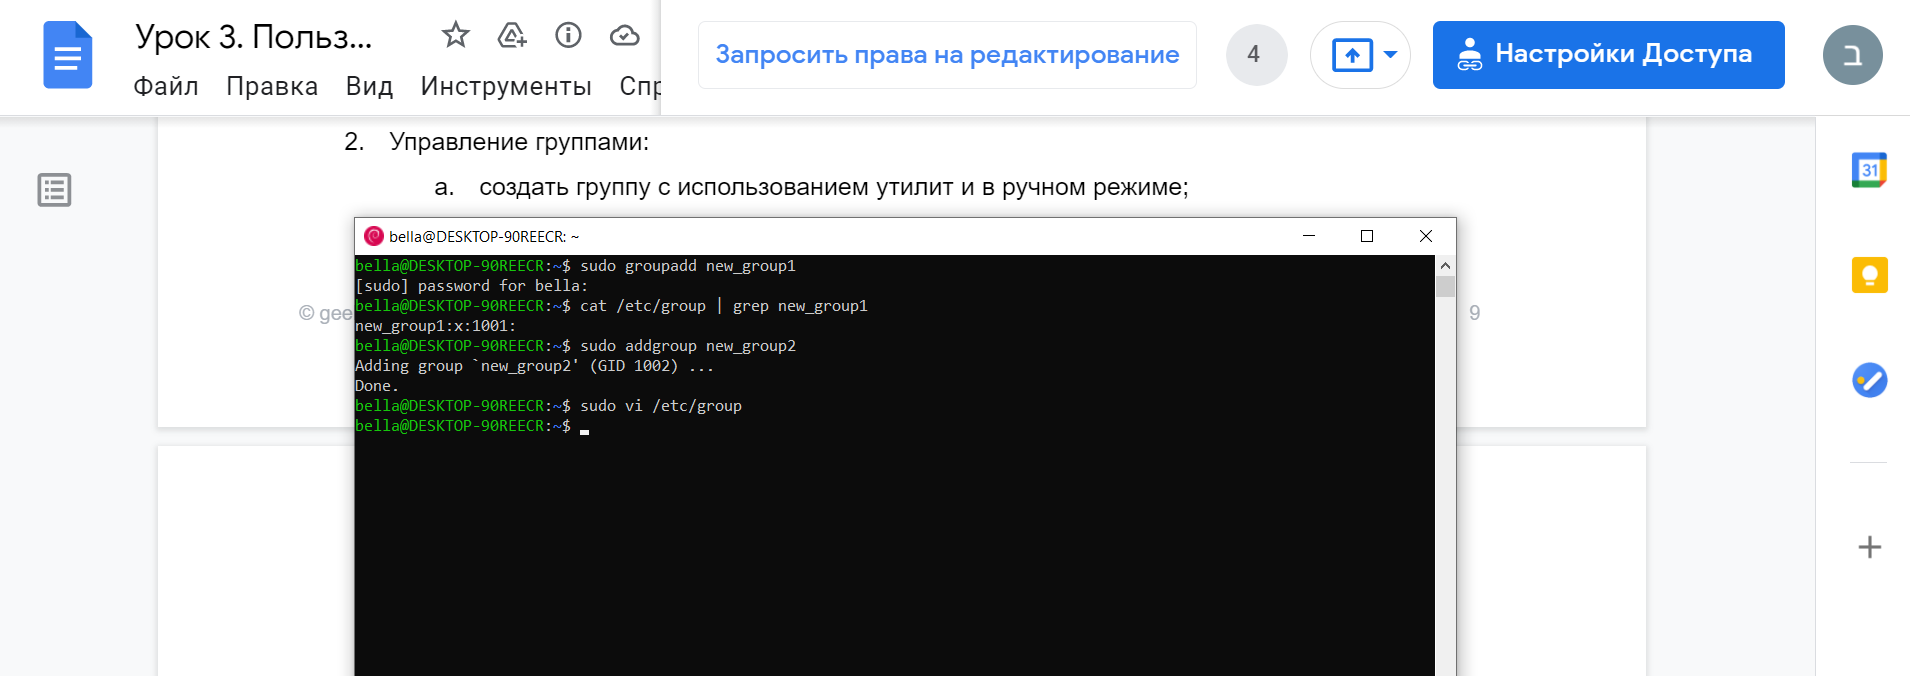 Урок 3. Польз...
Файл Правка Вид Инструменты Спр
Запросить права на редактирование
4
Настройки Доступа
ב
31
2. Управление группами:
a. создать группу с использованием утилит и в ручном режиме;
bella@DESKTOP-90REECR: ~
bella@DESKTOP-90REECR:~$ sudo groupadd new_group1
[sudo] password for bella:
bella@DESKTOP-90REECR:~$ cat /etc/group | grep new_group1
new_group1:x:1001:
bella@DESKTOP-90REECR:~$ sudo addgroup new_group2
Adding group `new_group2' (GID 1002) ...
Done.
bella@DESKTOP-90REECR:~$ sudo vi /etc/group
bella@DESKTOP-90REECR:~$
© gee
9